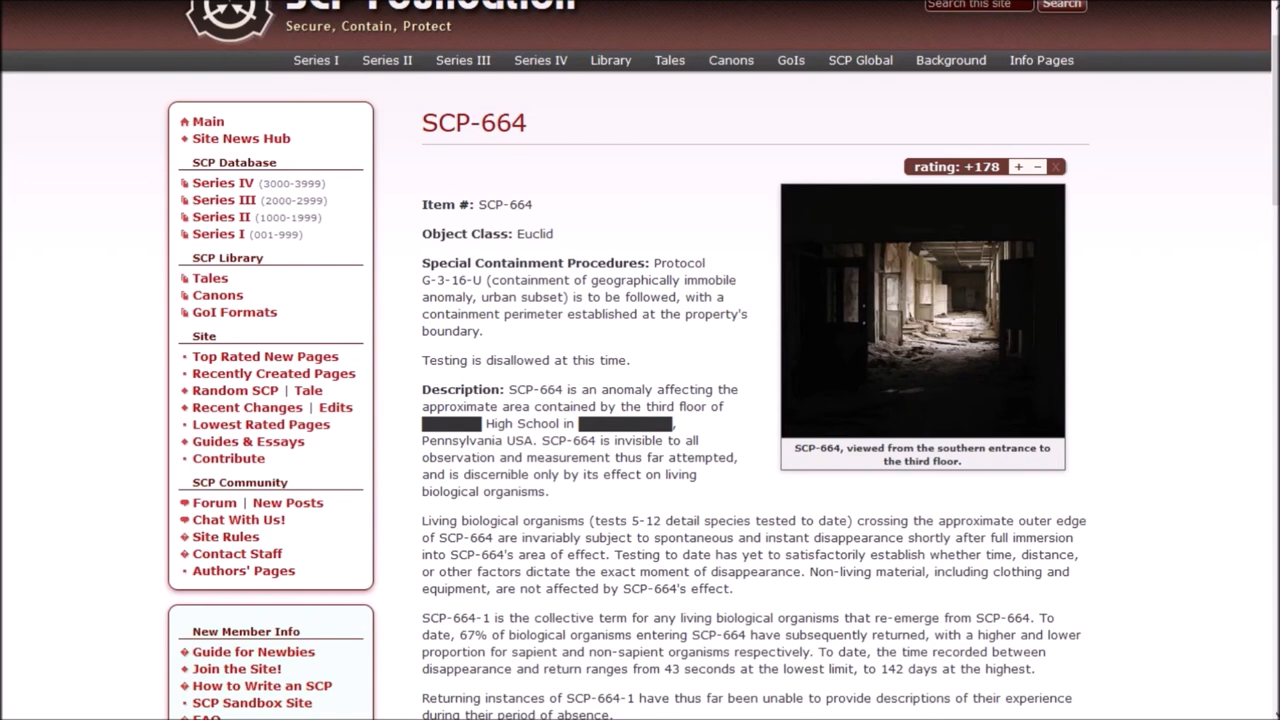 SCP Foundation
Secure, Contain, Protect
Search this site
Search
Series I
Series II
Series III
Series IV
Library
Tales
Canons
GoIs
SCP Global
Background
Info Pages
Main
Site News Hub
SCP Database
Series IV (3000-3999)
Series III (2000-2999)
Series II (1000-1999)
Series I (001-999)
SCP Library
Tales
Canons
GoI Formats
Site
Top Rated New Pages
Recently Created Pages
Random SCP | Tale
Recent Changes | Edits
Lowest Rated Pages
Guides & Essays
Contribute
SCP Community
Forum | New Posts
Chat With Us!
Site Rules
Contact Staff
Authors' Pages
New Member Info
Guide for Newbies
Join the Site!
How to Write an SCP
SCP Sandbox Site
FAQ
SCP-664
rating: +178 + – X
Item #: SCP-664
Object Class: Euclid
Special Containment Procedures: Protocol
G-3-16-U (containment of geographically immobile
anomaly, urban subset) is to be followed, with a
containment perimeter established at the property's
boundary.
Testing is disallowed at this time.
Description: SCP-664 is an anomaly affecting the
approximate area contained by the third floor of
High School in ,
Pennsylvania USA. SCP-664 is invisible to all
observation and measurement thus far attempted,
and is discernible only by its effect on living
biological organisms.
SCP-664, viewed from the southern entrance to
the third floor.
Living biological organisms (tests 5-12 detail species tested to date) crossing the approximate outer edge
of SCP-664 are invariably subject to spontaneous and instant disappearance shortly after full immersion
into SCP-664's area of effect. Testing to date has yet to satisfactorily establish whether time, distance,
or other factors dictate the exact moment of disappearance. Non-living material, including clothing and
equipment, are not affected by SCP-664's effect.
SCP-664-1 is the collective term for any living biological organisms that re-emerge from SCP-664. To
date, 67% of biological organisms entering SCP-664 have subsequently returned, with a higher and lower
proportion for sapient and non-sapient organisms respectively. To date, the time recorded between
disappearance and return ranges from 43 seconds at the lowest limit, to 142 days at the highest.
Returning instances of SCP-664-1 have thus far been unable to provide descriptions of their experience
during their period of absence.